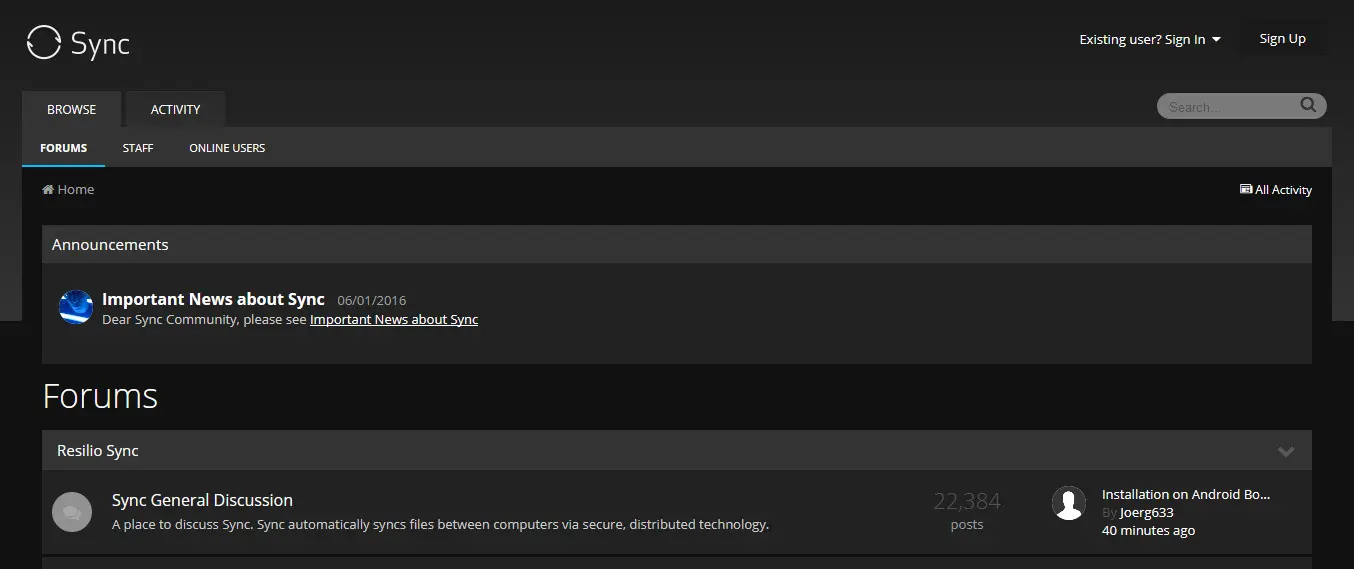 Sync
Existing user? Sign In
Sign Up
BROWSE
ACTIVITY
Search...
FORUMS
STAFF
ONLINE USERS
Home
All Activity
Announcements
Important News about Sync 06/01/2016
Dear Sync Community, please see Important News about Sync
Forums
Resilio Sync
Sync General Discussion
A place to discuss Sync. Sync automatically syncs files between computers via secure, distributed technology.
22,384
posts
Installation on Android Bo...
By Joerg633
40 minutes ago